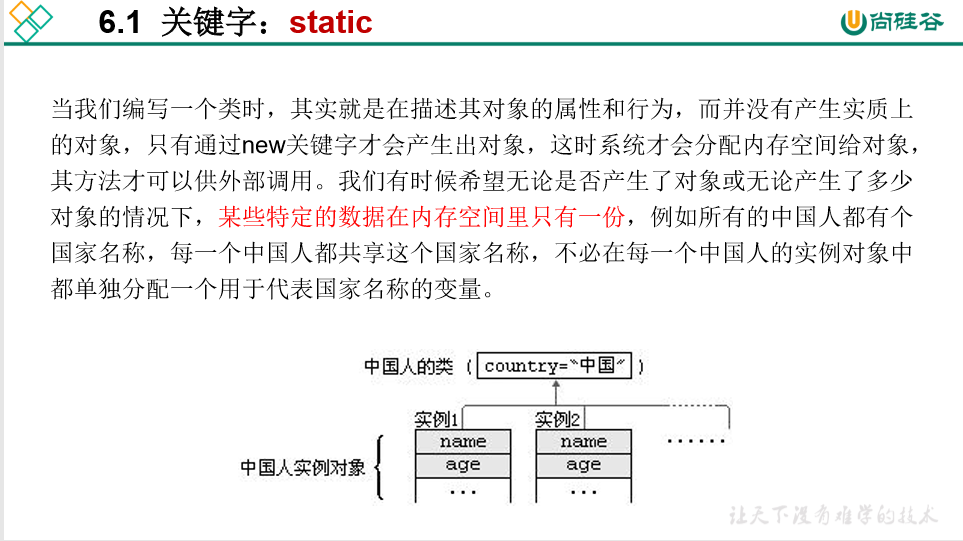 6.1 关键字：static
尚硅谷
当我们编写一个类时，其实就是在描述其对象的属性和行为，而并没有产生实质上
的对象，只有通过new关键字才会产生出对象，这时系统才会分配内存空间给对象，
其方法才可以供外部调用。我们有时候希望无论是否产生了对象或无论产生了多少
对象的情况下，某些特定的数据在内存空间里只有一份，例如所有的中国人都有个
国家名称，每一个中国人都共享这个国家名称，不必在每一个中国人的实例对象中
都单独分配一个用于代表国家名称的变量。
中国人的类（country=“中国”）
实例1 实例2
name name ······
中国人实例对象
age age
··· ···
让天下没有难学的技术